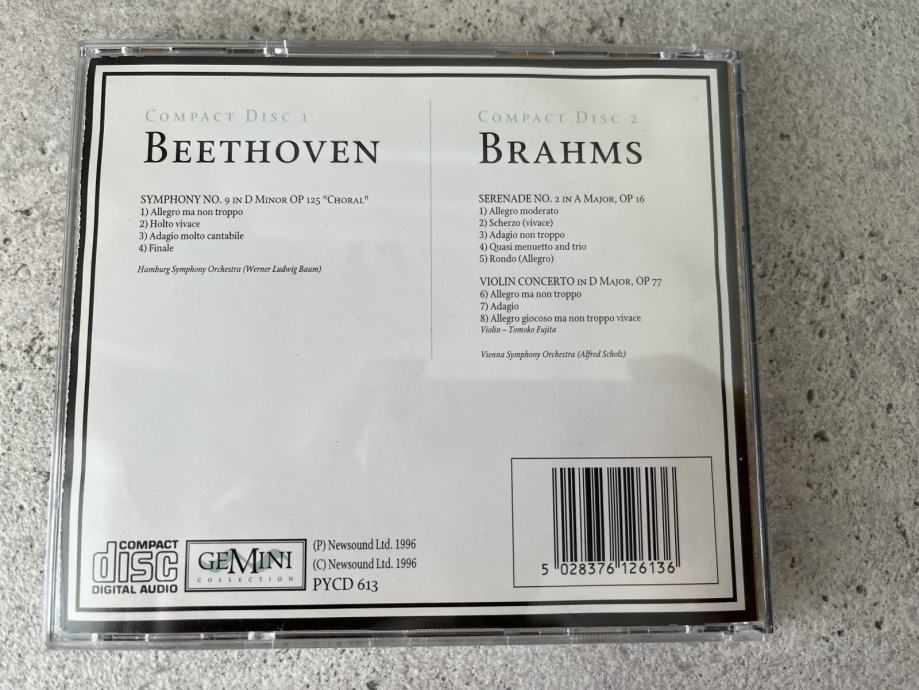 Compact Disc 1
Beethoven
SYMPHONY NO. 9 in D Minor OP 125 "Choral"
1) Allegro ma non troppo
2) Holto vivace
3) Adagio molto cantabile
4) Finale
Hamburg Symphony Orchestra (Werner Ludwig Baum)
Compact Disc 2
Brahms
SERENADE NO. 2 in A Major, OP 16
1) Allegro moderato
2) Scherzo (vivace)
3) Adagio non troppo
4) Quasi menuetto and trio
5) Rondo (Allegro)
VIOLIN CONCERTO in D Major, OP 77
6) Allegro ma non troppo
7) Adagio
8) Allegro giocoso ma non troppo vivace
Violin – Tomoko Fujita
Vienna Symphony Orchestra (Alfred Scholz)
COMPACT
disc
DIGITAL AUDIO
GEMINI
COLLECTION
(P) Newsound Ltd. 1996
(C) Newsound Ltd. 1996
PYCD 613
5 028376 126136